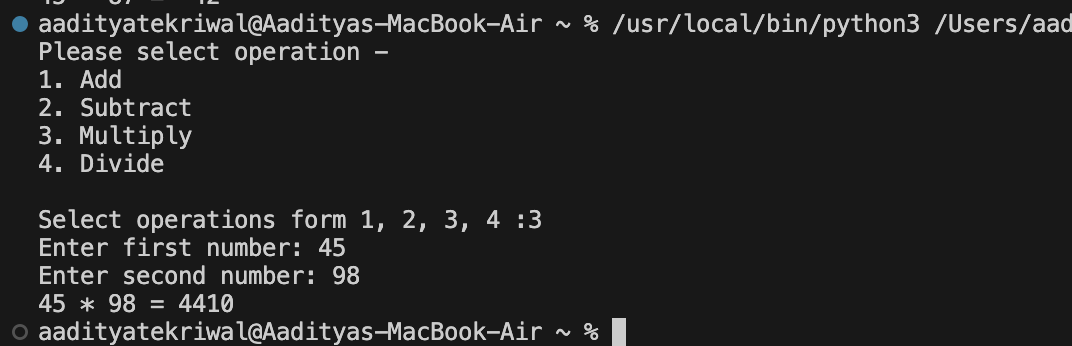 aadityatekriwal@Aadityas-MacBook-Air ~ % /usr/local/bin/python3 /Users/aad
Please select operation -
1. Add
2. Subtract
3. Multiply
4. Divide
Select operations form 1, 2, 3, 4 :3
Enter first number: 45
Enter second number: 98
45 * 98 = 4410
aadityatekriwal@Aadityas-MacBook-Air ~ %